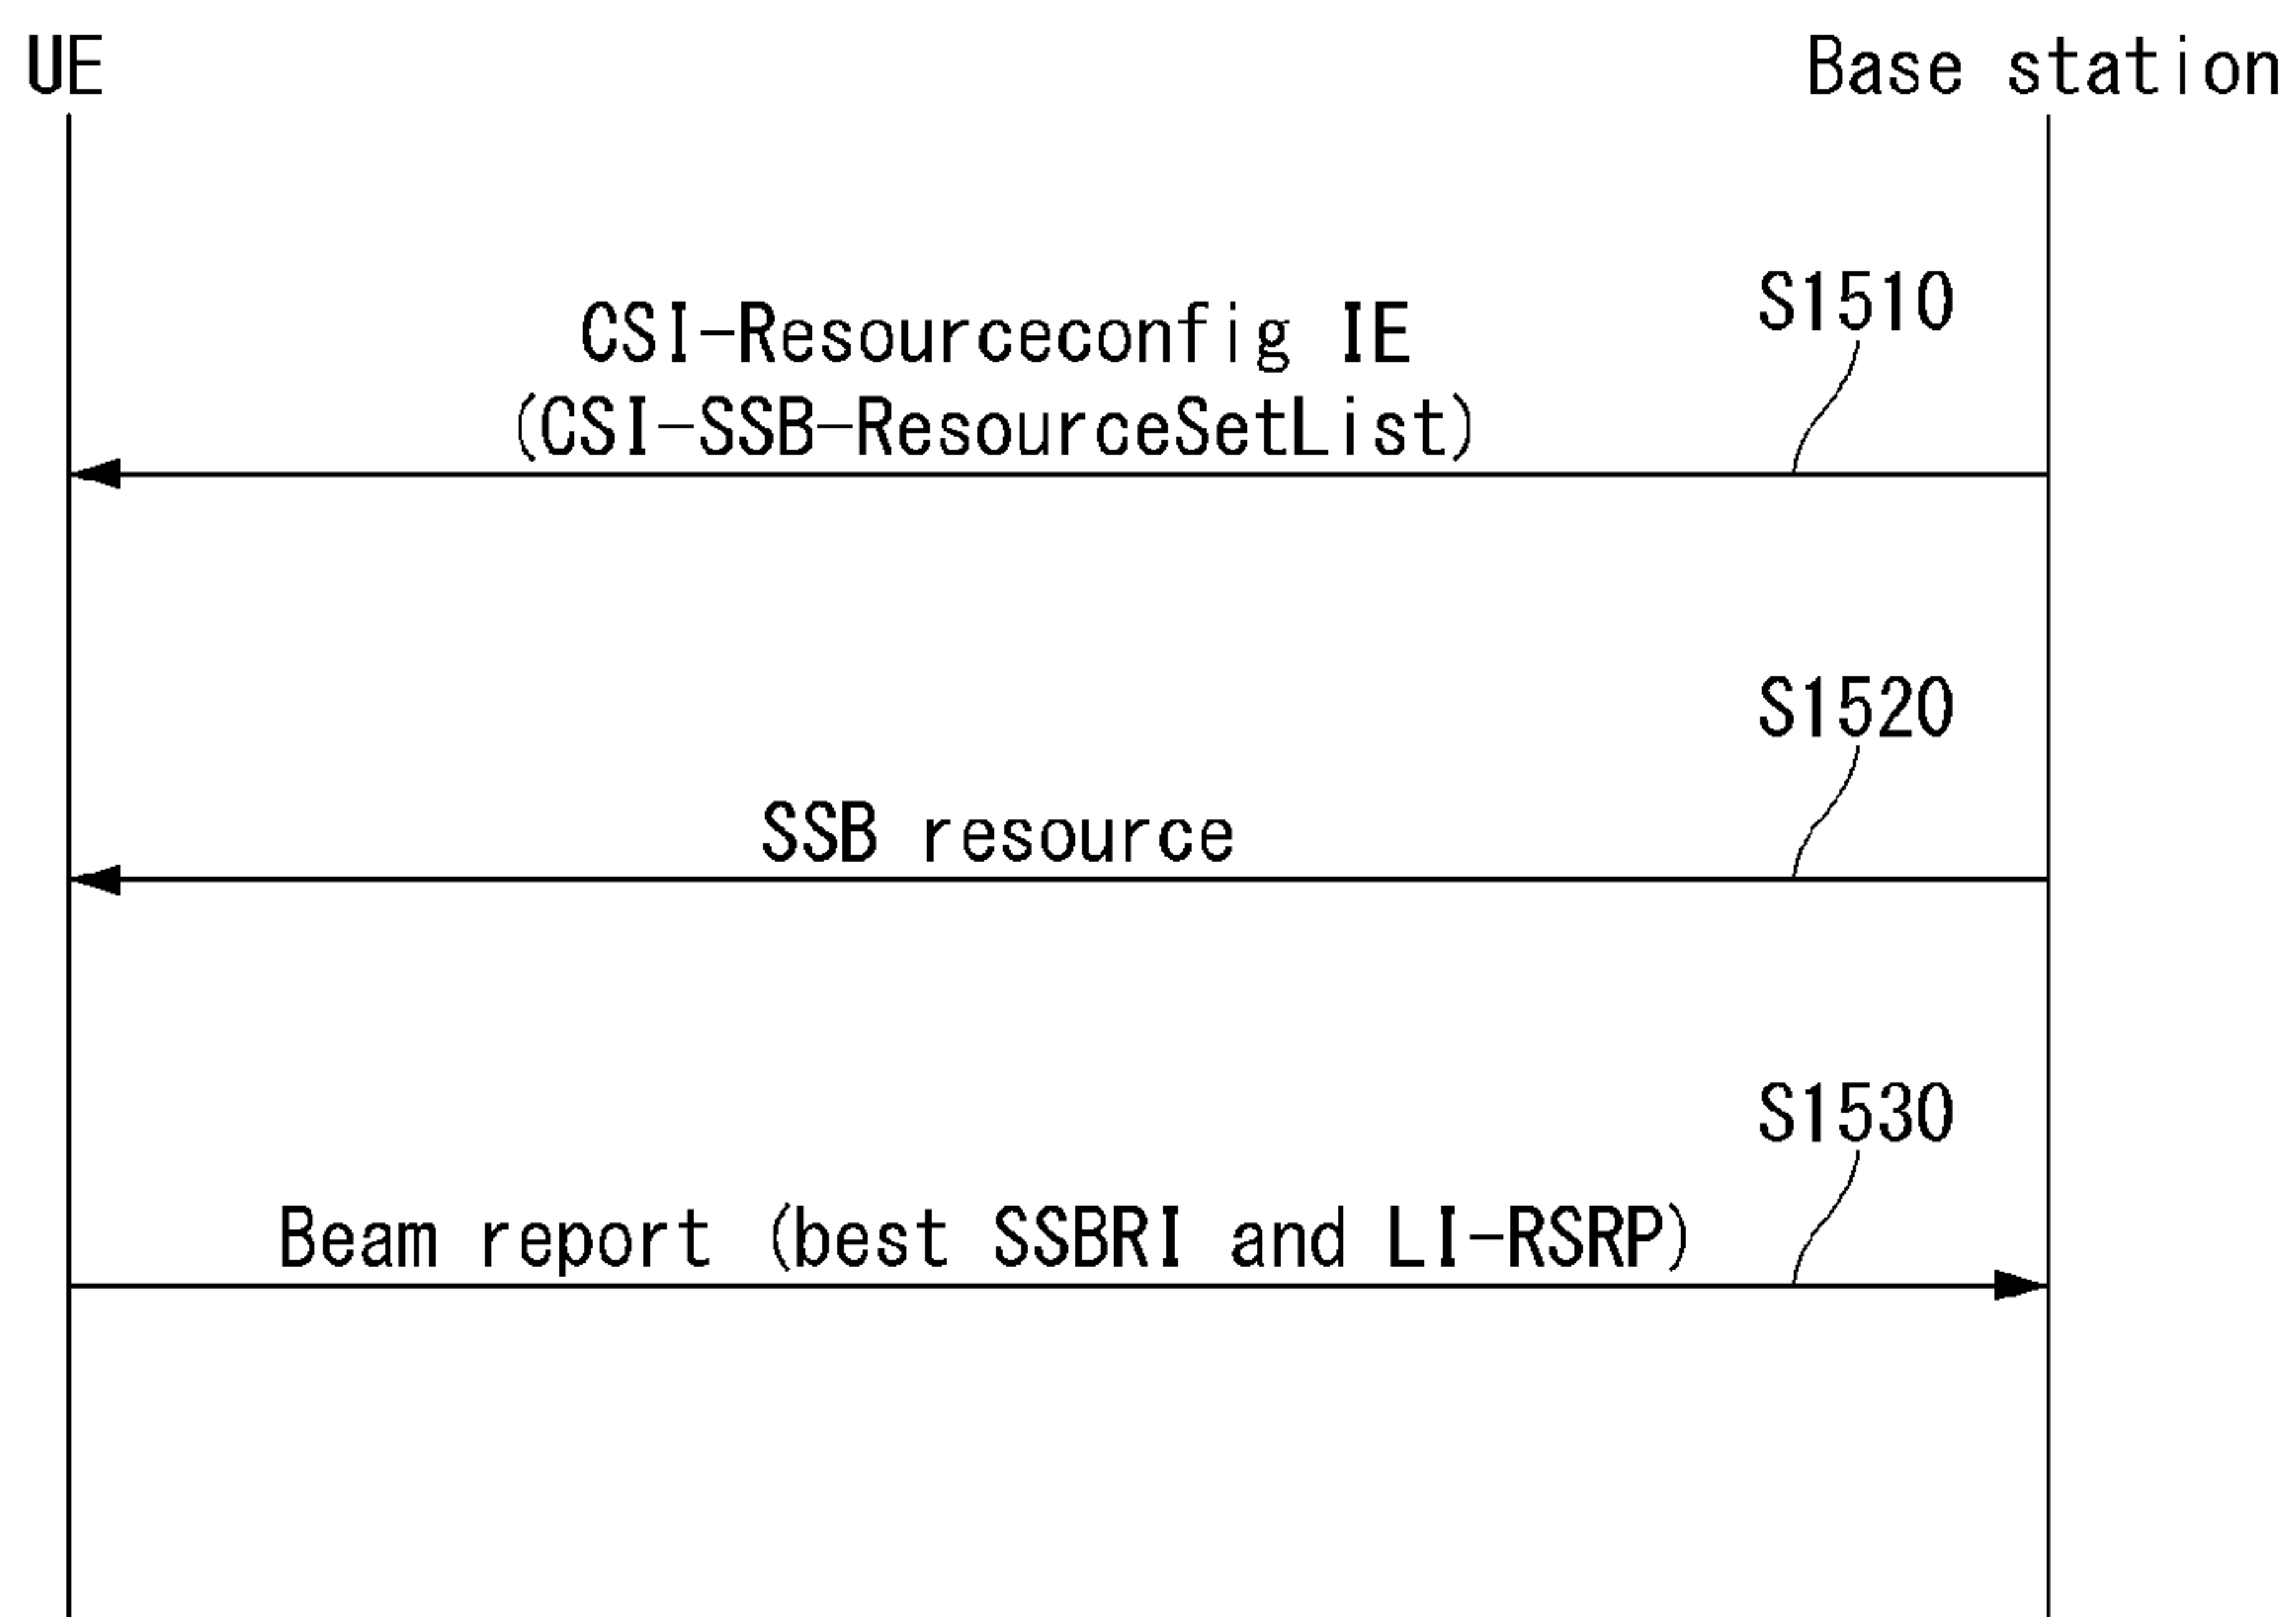 UE
Base station
S1510
CSI-Resourceconfig IE
(CSI-SSB-ResourceSetList)
S1520
SSB resource
S1530
Beam report (best SSBRI and LI-RSRP)